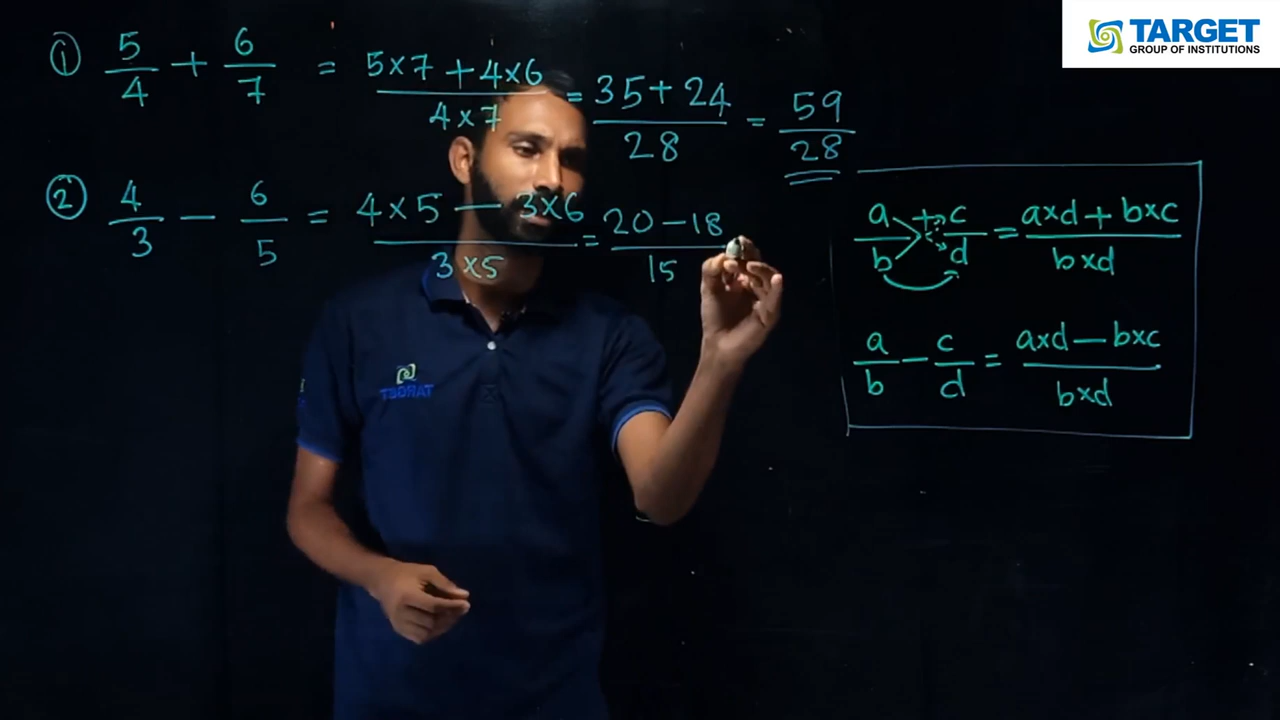 TARGET
GROUP OF INSTITUTIONS
① 5/4 + 6/7 = (5×7 + 4×6)/(4×7) = (35 + 24)/28 = 59/28
② 4/3 − 6/5 = (4×5 − 3×6)/(3×5) = (20 − 18)/15
a/b + c/d = (a×d + b×c)/(b×d)
a/b − c/d = (a×d − b×c)/(b×d)